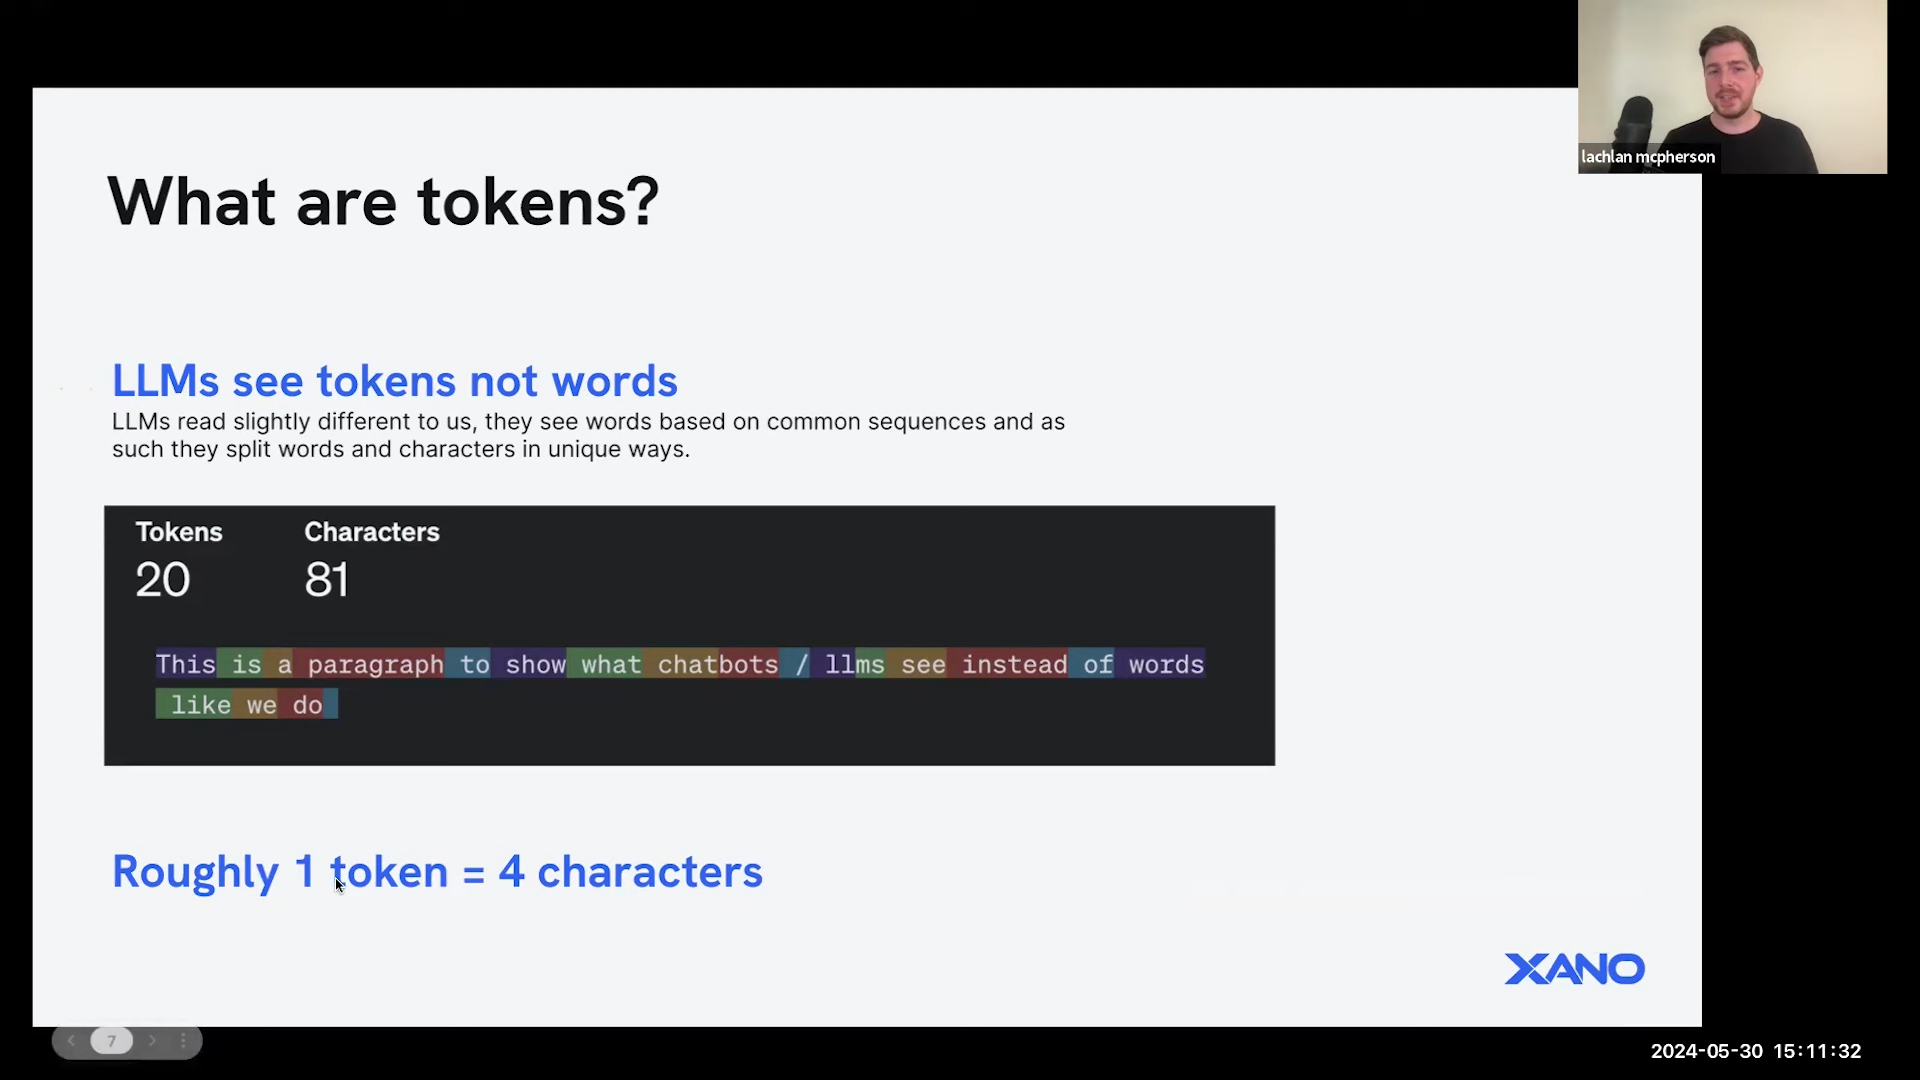 lachlan mcpherson
What are tokens?
LLMs see tokens not words
LLMs read slightly different to us, they see words based on common sequences and as
such they split words and characters in unique ways.
Tokens Characters
20 81
This is a paragraph to show what chatbots / llms see instead of words
like we do
Roughly 1 token = 4 characters
XANO
7
2024-05-30 15:11:32